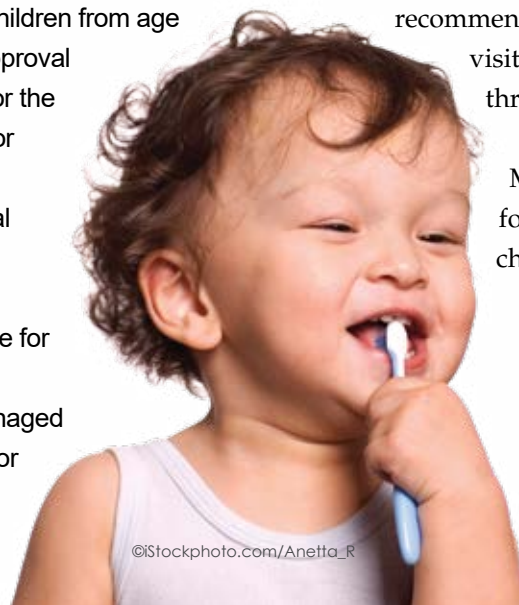 hildren from age
proval
or the
or
al
e for
naged
or
recommen
visit
thr
M
fo
ch
©iStockphoto.com/Anetta_R